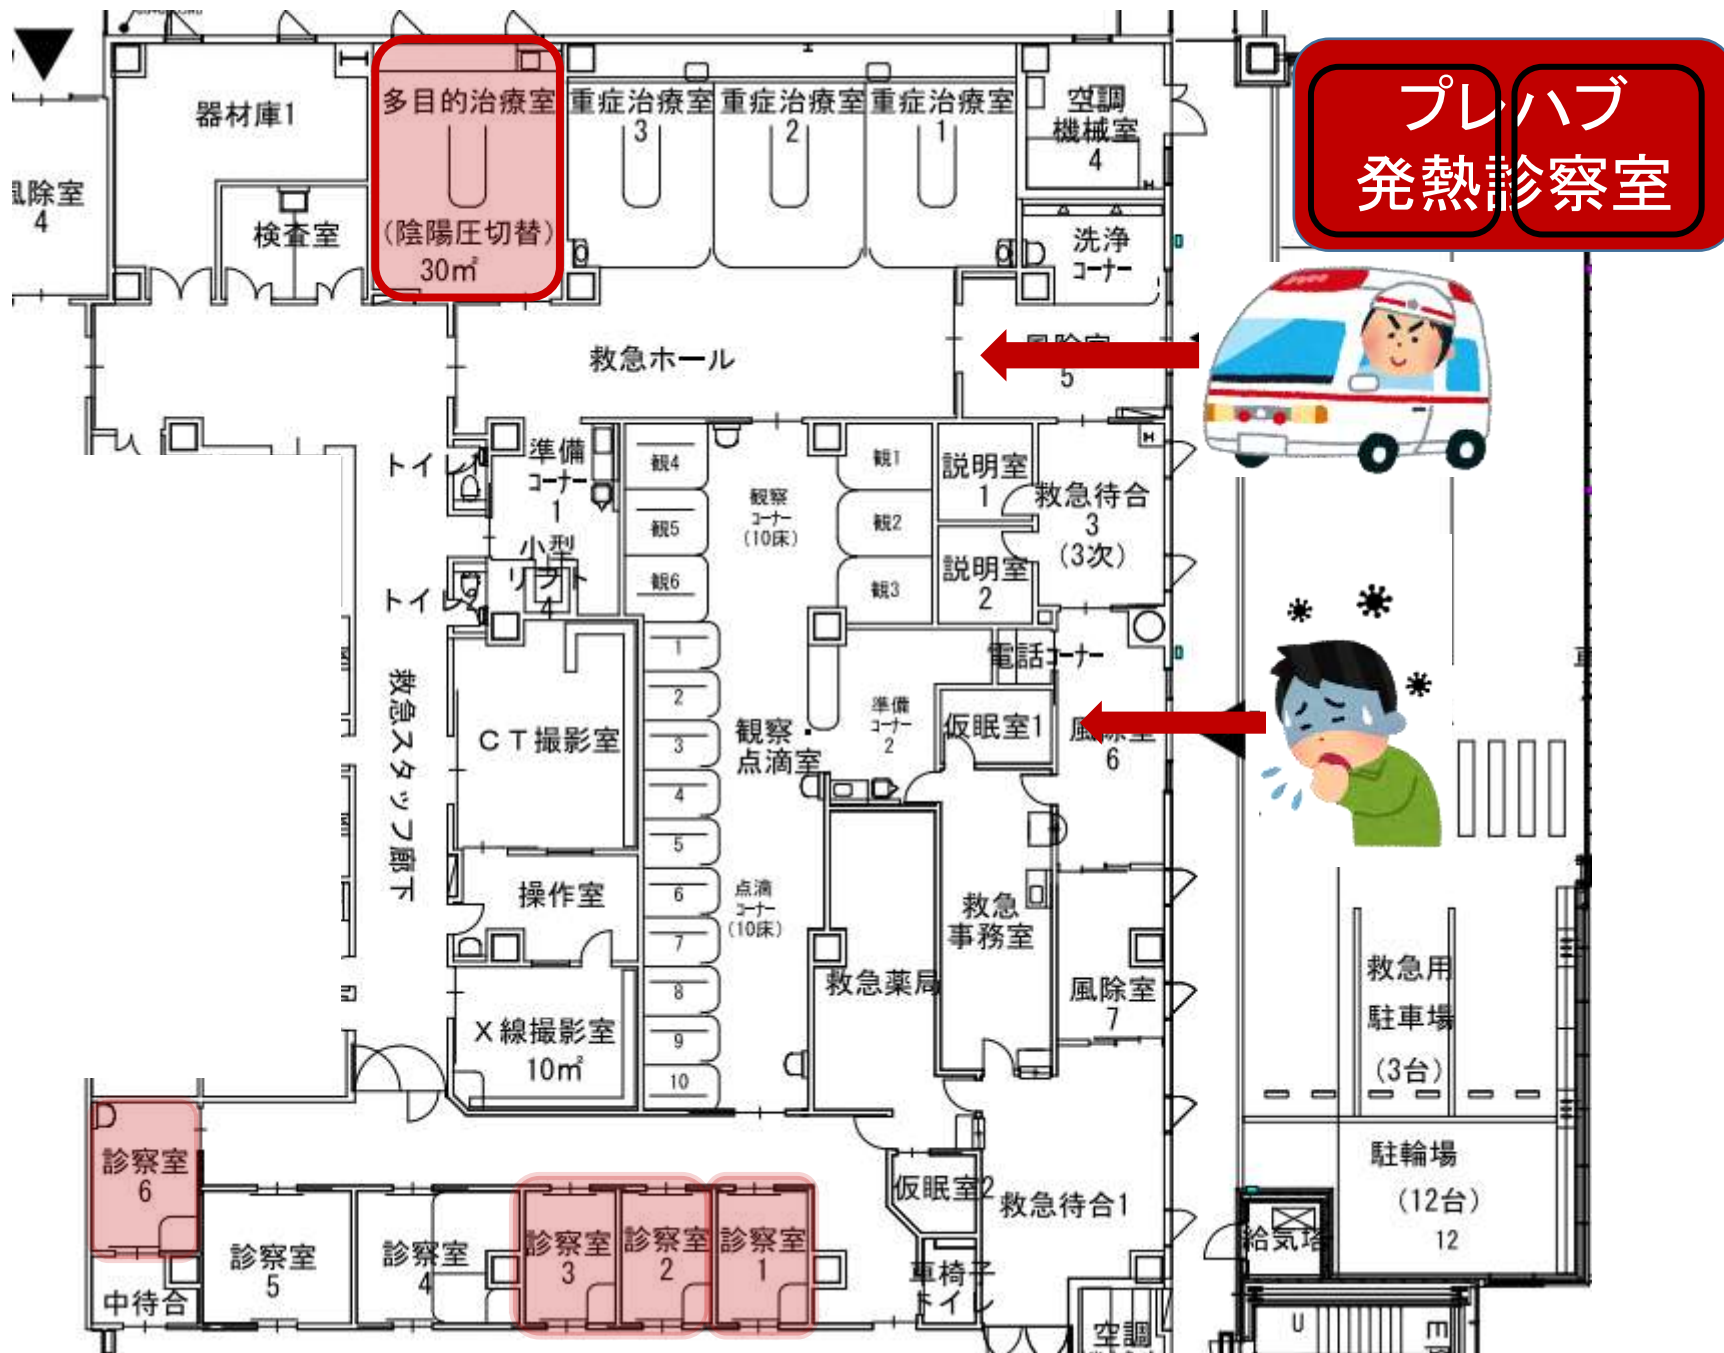 プレハブ
発熱診察室
器材庫1
多目的治療室
(陰陽圧切替)
30㎡
重症治療室
3
重症治療室
2
重症治療室
1
空調
機械室
4
風除室
4
検査室
洗浄
コーナー
救急ホール
5
トイレ
準備
コーナー
1
観4
観5
観6
観察
コーナー
(10床)
観1
観2
観3
説明室
1
説明室
2
救急待合
3
(3次)
小型
リフト
4
電話コーナー
救急スタッフ廊下
CT撮影室
1
2
3
4
5
6
7
8
9
10
観察・
点滴室
準備
コーナー
2
仮眠室1
風除室
6
操作室
点滴
コーナー
(10床)
救急
事務室
救急薬局
風除室
7
X線撮影室
10㎡
救急用
駐車場
(3台)
駐輪場
(12台)
12
給気塔
診察室
6
診察室
5
診察室
4
診察室
3
診察室
2
診察室
1
中待合
仮眠室2
救急待合1
車椅子
トイレ
空調
U